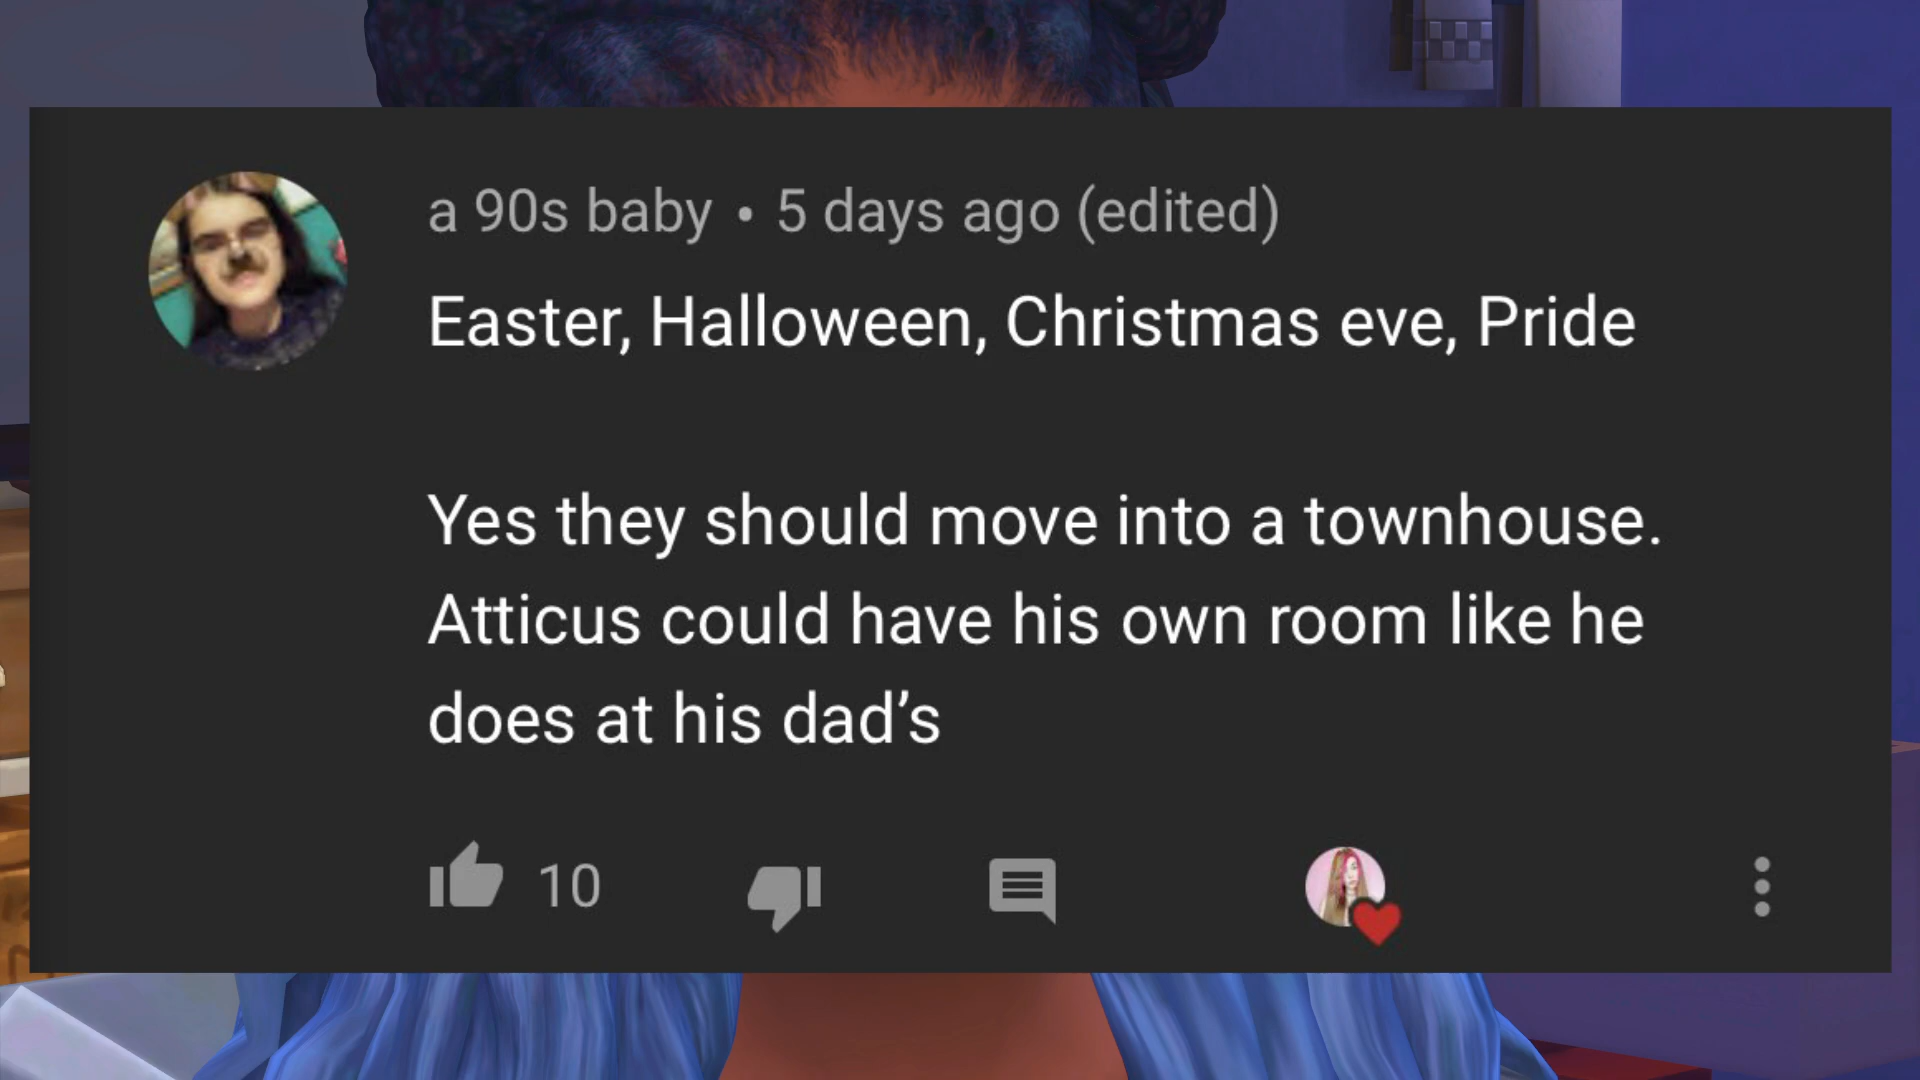 a 90s baby • 5 days ago (edited)
Easter, Halloween, Christmas eve, Pride
Yes they should move into a townhouse.
Atticus could have his own room like he
does at his dad’s
10